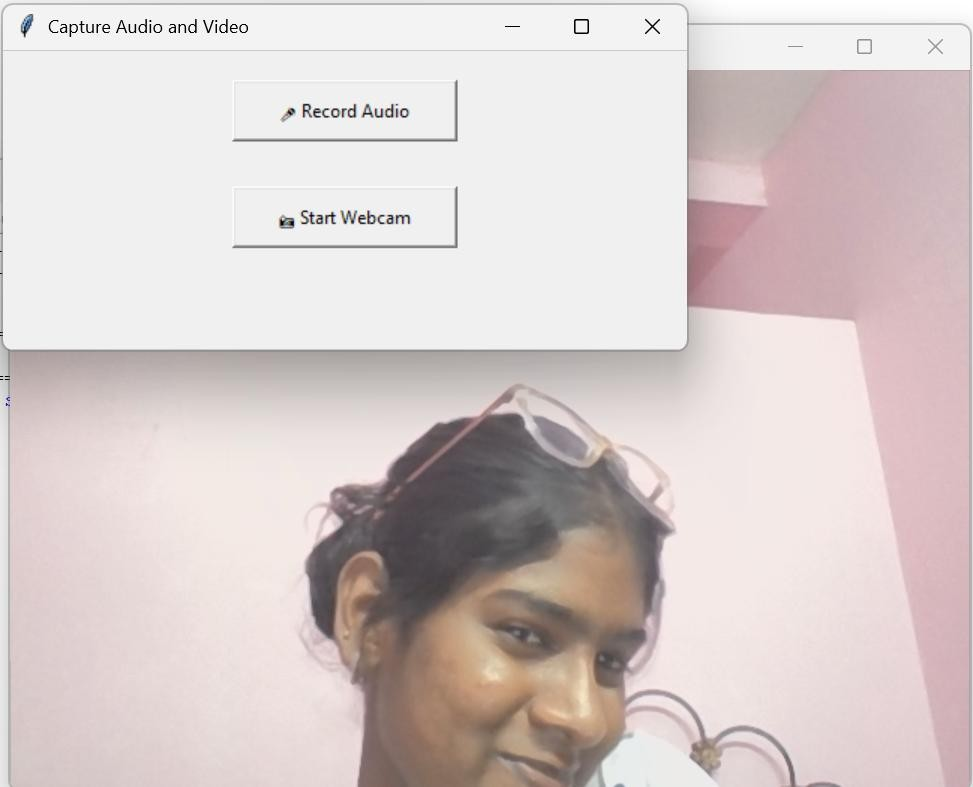 Capture Audio and Video
🎤 Record Audio
📷 Start Webcam